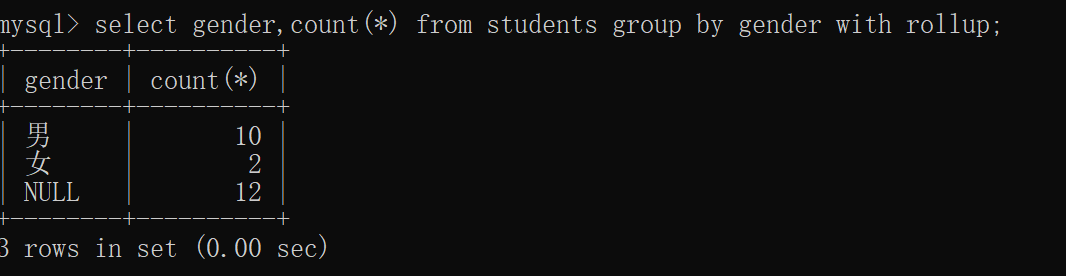 mysql> select gender,count(*) from students group by gender with rollup;
+--------+----------+
| gender | count(*) |
+--------+----------+
| 男 | 10 |
| 女 | 2 |
| NULL | 12 |
+--------+----------+
3 rows in set (0.00 sec)